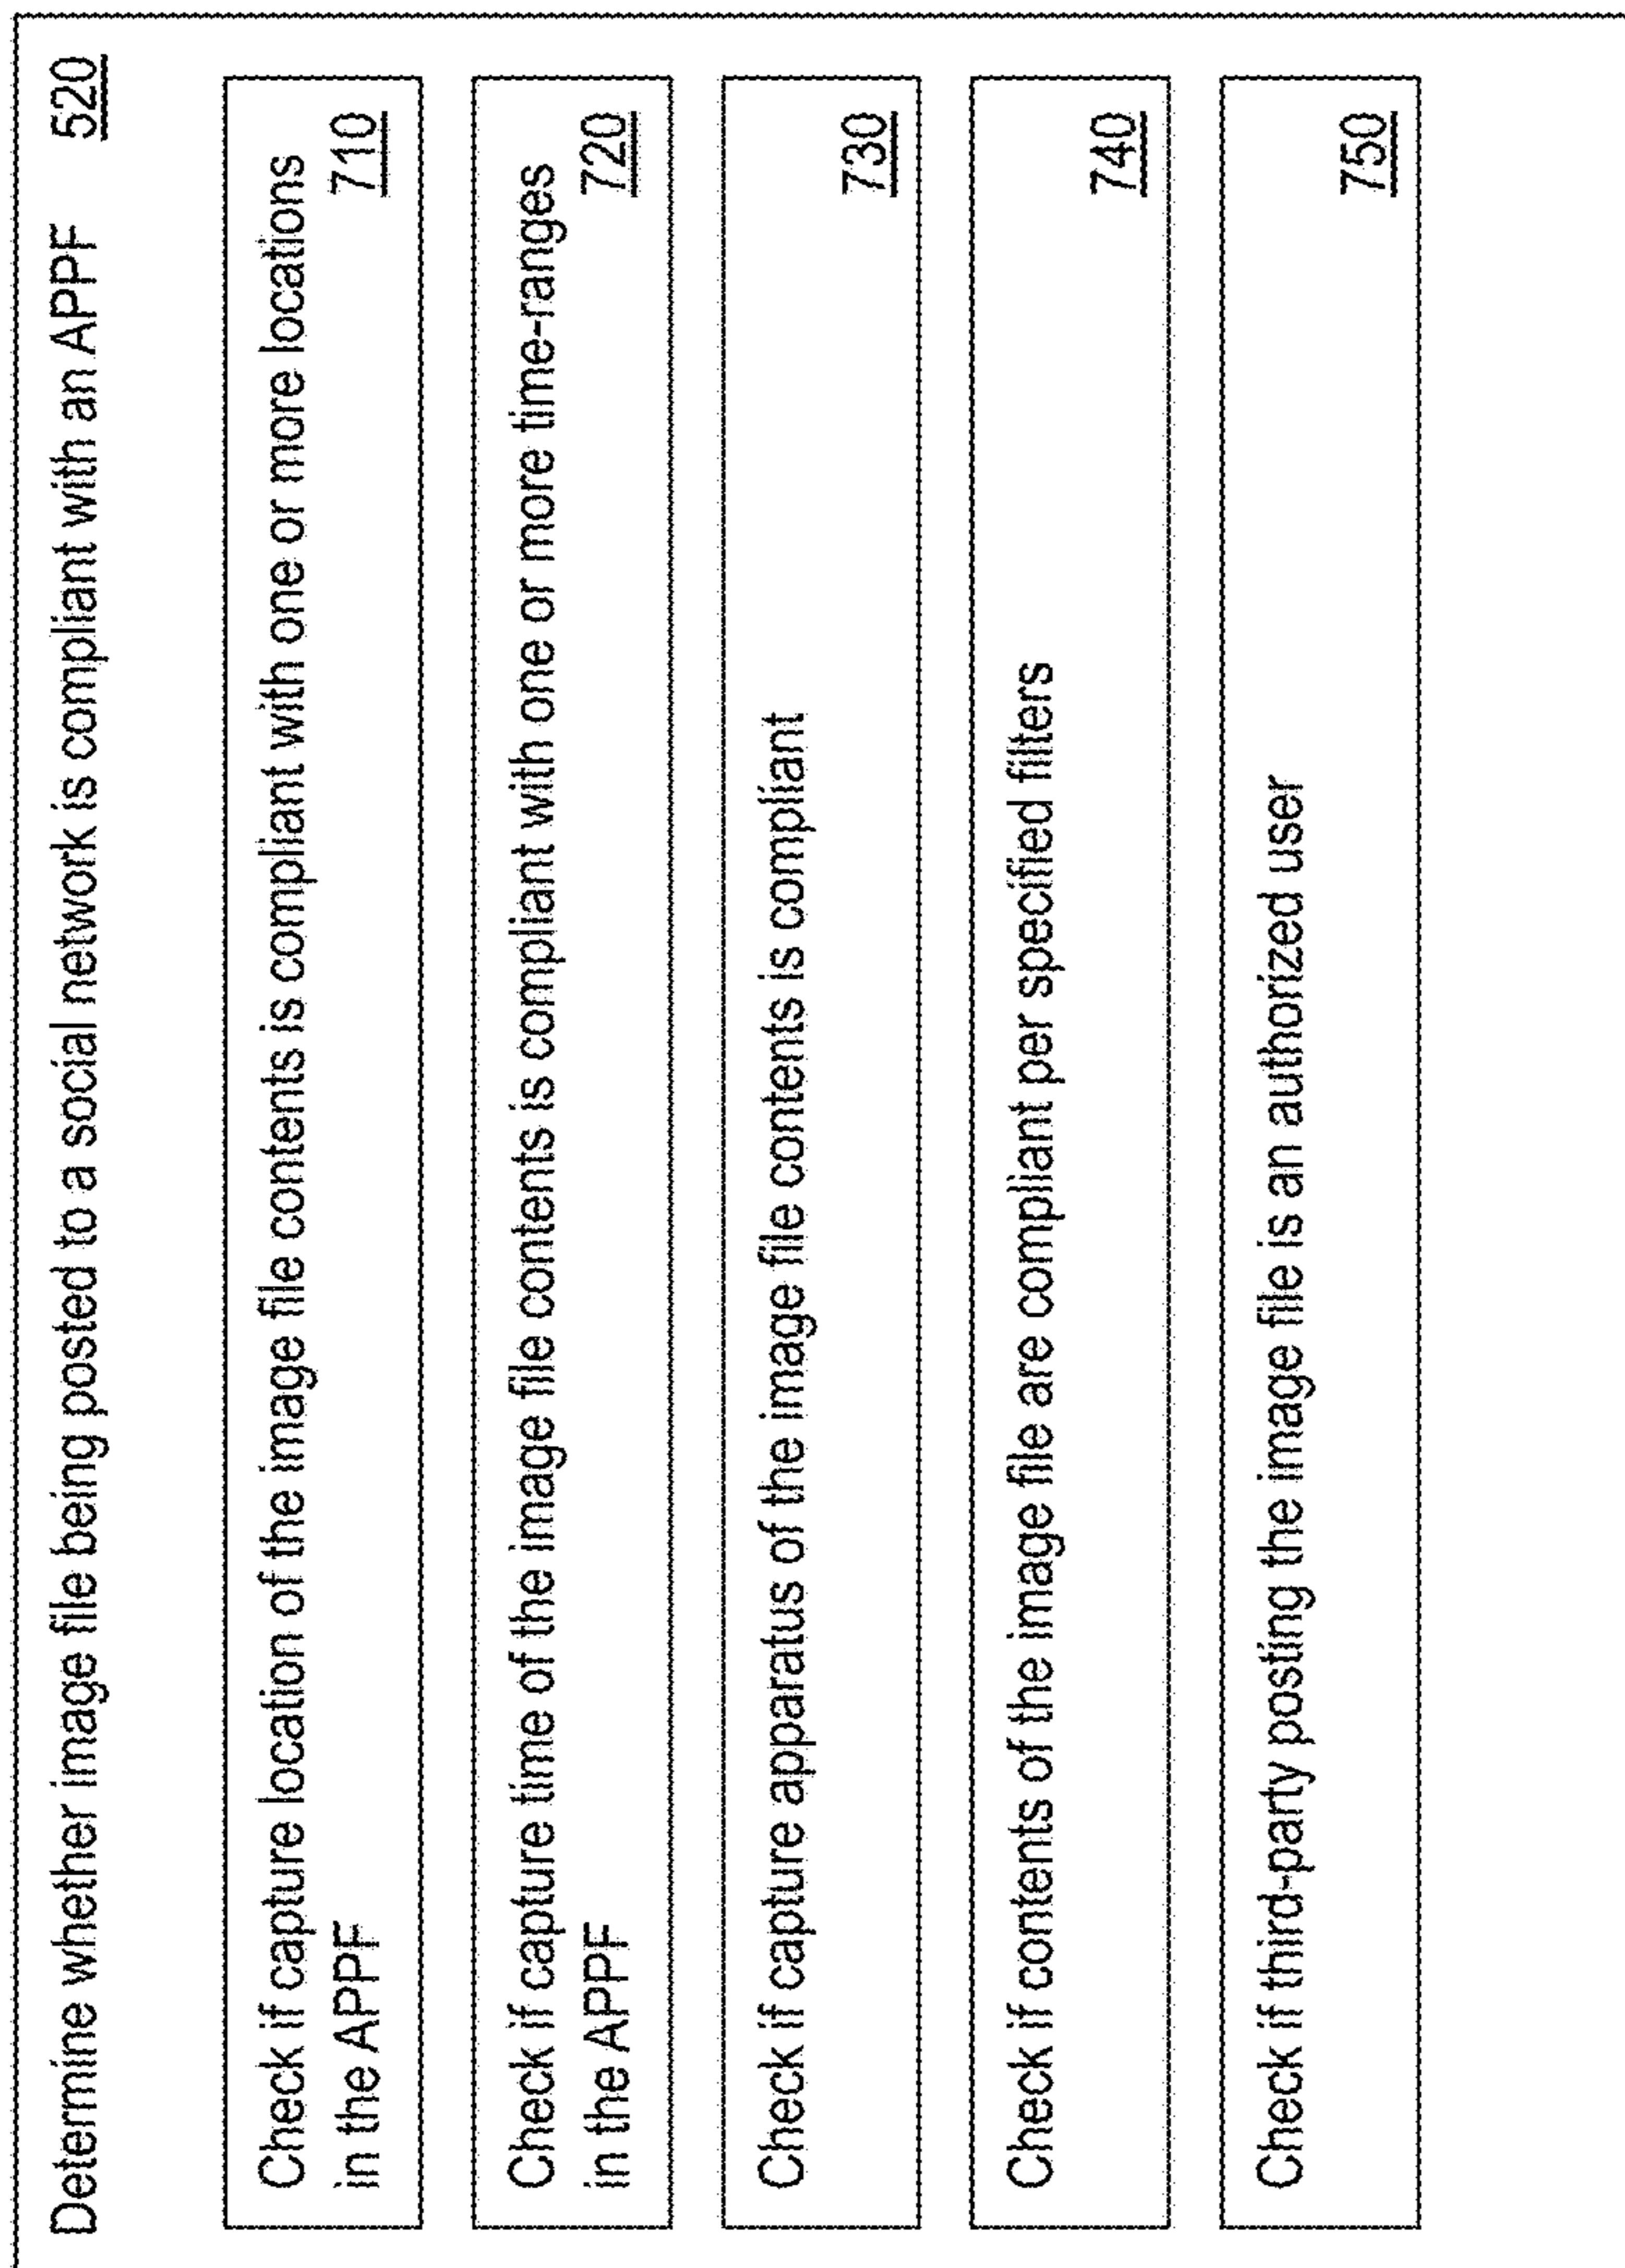 Determine whether image file being posted to a social network is compliant with an APPF 520
Check if capture location of the image file contents is compliant with one or more locations
in the APPF 710
Check if capture time of the image file contents is compliant with one or more time-ranges
in the APPF 720
Check if capture apparatus of the image file contents is compliant
730
Check if contents of the image file are compliant per specified filters
740
Check if third-party posting the image file is an authorized user
750